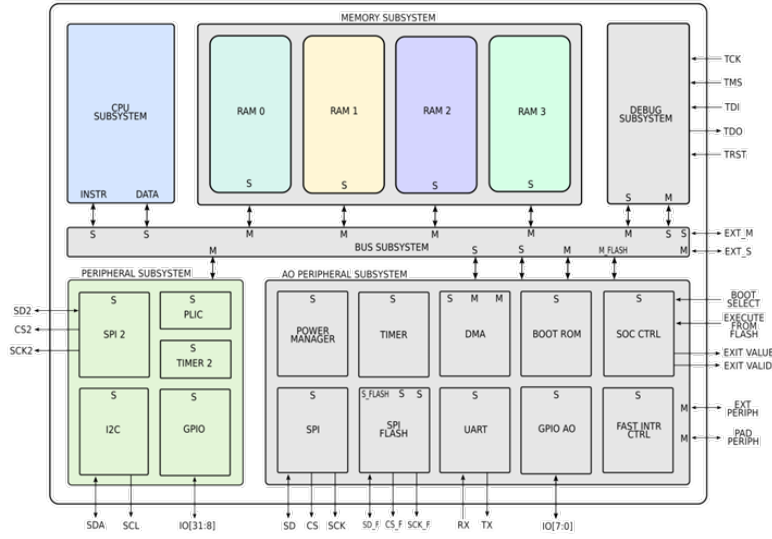 MEMORY SUBSYSTEM
CPU
SUBSYSTEM
INSTR DATA
RAM 0
S
RAM 1
S
RAM 2
S
RAM 3
S
DEBUG
SUBSYSTEM
S M
TCK
TMS
TDI
TDO
TRST
S S M M M M M S S
BUS SUBSYSTEM
M S S M M_FLASH M
EXT_M
EXT_S
PERIPHERAL SUBSYSTEM
S
SPI 2
S
PLIC
S
TIMER 2
S
I2C
S
GPIO
SD2
CS2
SCK2
SDA SCL IO[31:8]
AO PERIPHERAL SUBSYSTEM
S
POWER
MANAGER
S
TIMER
S M M
DMA
S
BOOT ROM
S
SOC CTRL
S
SPI
S_FLASH S S
SPI
FLASH
S
UART
S
GPIO AO
S
FAST INTR
CTRL
M
M
BOOT
SELECT
EXECUTE
FROM
FLASH
EXIT VALUE
EXIT VALID
EXT
PERIPH
PAD
PERIPH
SD CS SCK SD_F CS_F SCK_F RX TX IO[7:0]